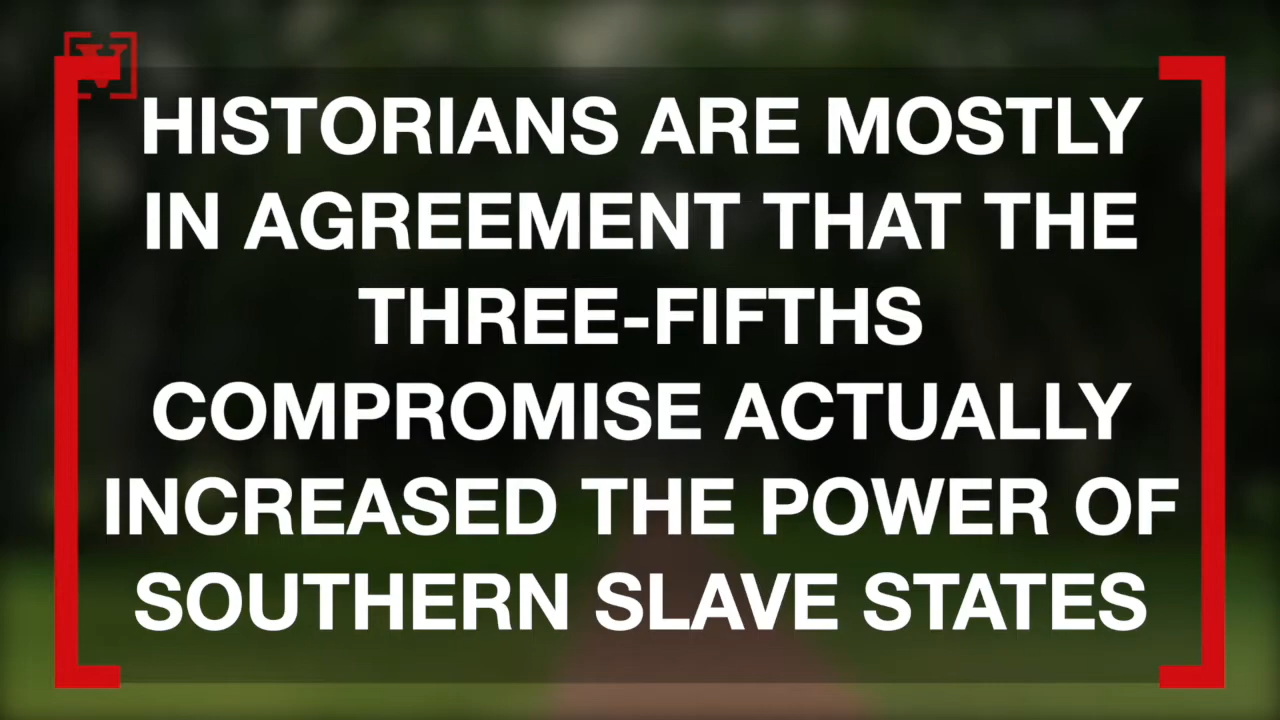 HISTORIANS ARE MOSTLY
IN AGREEMENT THAT THE
THREE-FIFTHS
COMPROMISE ACTUALLY
INCREASED THE POWER OF
SOUTHERN SLAVE STATES